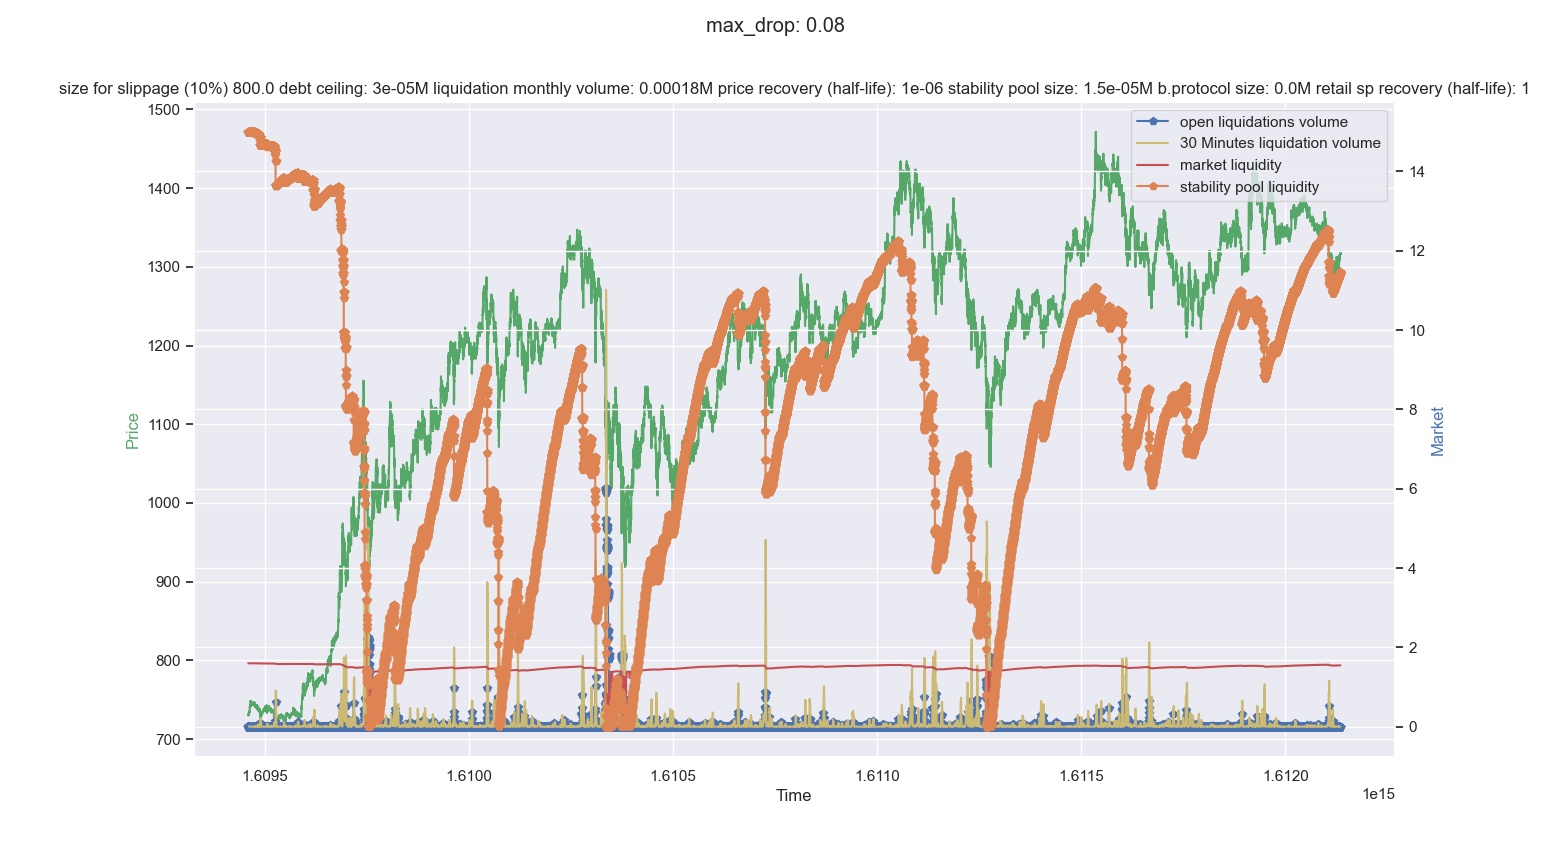 max_drop: 0.08
size for slippage (10%) 800.0 debt ceiling: 3e-05M liquidation monthly volume: 0.00018M price recovery (half-life): 1e-06 stability pool size: 1.5e-05M b.protocol size: 0.0M retail sp recovery (half-life): 1
open liquidations volume
30 Minutes liquidation volume
market liquidity
stability pool liquidity
1500
1400
1300
1200
1100
1000
900
800
700
Price
14
12
10
8
6
4
2
0
Market
1.6095
1.6100
1.6105
1.6110
1.6115
1.6120
1e15
Time